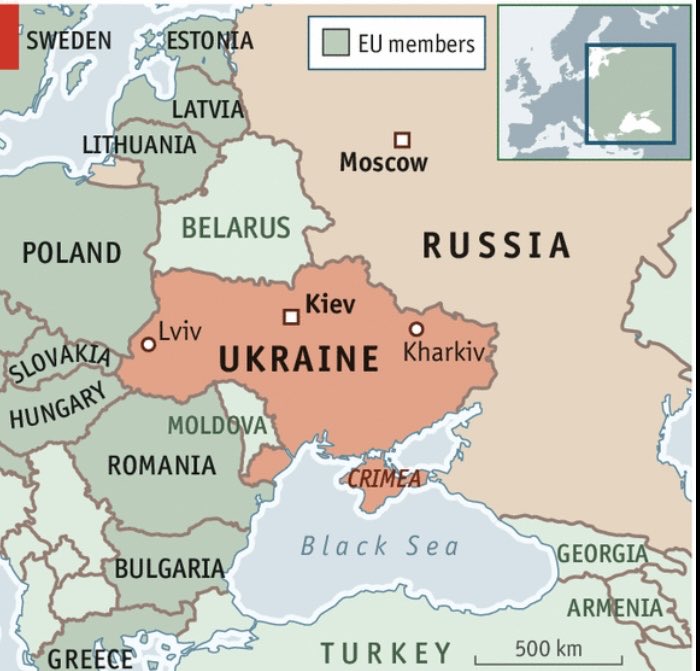 SWEDEN
ESTONIA
EU members
LATVIA
LITHUANIA
Moscow
BELARUS
RUSSIA
POLAND
Kiev
Lviv
Kharkiv
UKRAINE
SLOVAKIA
HUNGARY
MOLDOVA
ROMANIA
CRIMEA
Black Sea
BULGARIA
GEORGIA
ARMENIA
TURKEY
500 km
GREECE